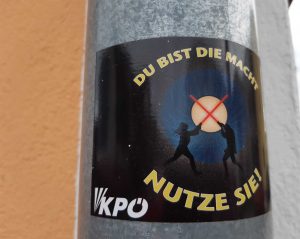 DU BIST DIE MACHT
NUTZE SIE!
KPÖ